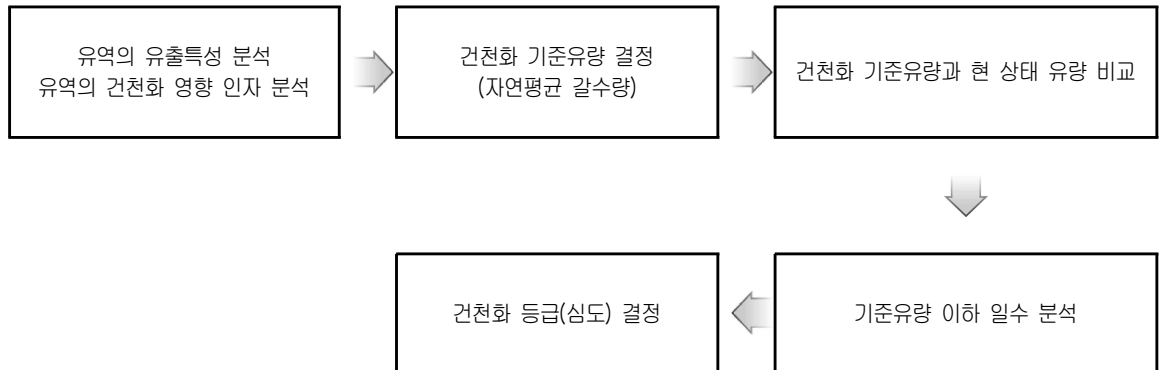 유역의 유출특성 분석
유역의 건천화 영향 인자 분석
건천화 기준유량 결정
(자연평균 갈수량)
건천화 기준유량과 현 상태 유량 비교
기준유량 이하 일수 분석
건천화 등급(심도) 결정